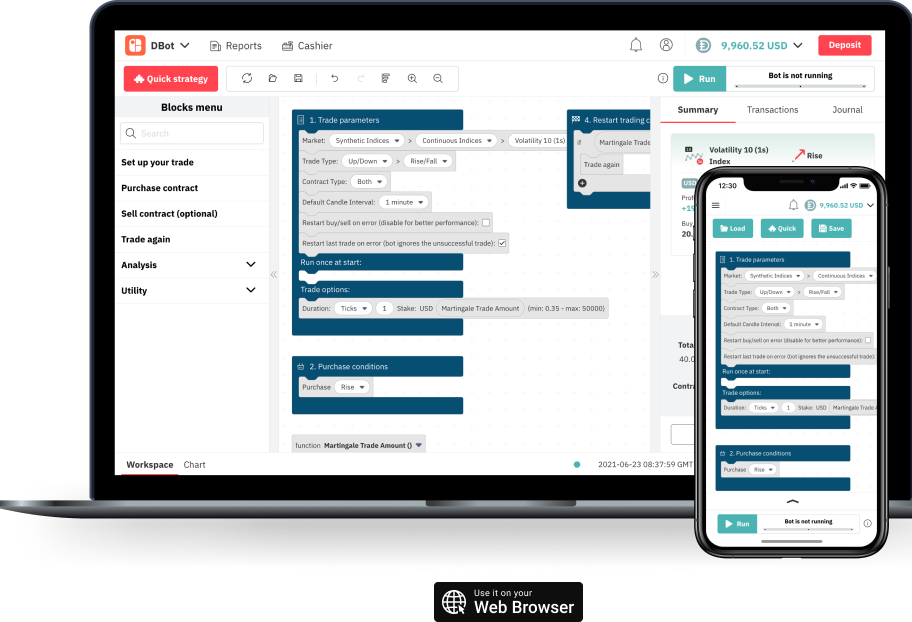 DBot
Reports
Cashier
9,960.52 USD
Deposit
Quick strategy
Run
Bot is not running
Blocks menu
Search
Set up your trade
Purchase contract
Sell contract (optional)
Trade again
Analysis
Utility
1. Trade parameters
Market: Synthetic Indices > Continuous Indices > Volatility 10 (1s)
Trade Type: Up/Down > Rise/Fall
Contract Type: Both
Default Candle Interval: 1 minute
Restart buy/sell on error (disable for better performance):
Restart last trade on error (bot ignores the unsuccessful trade):
Run once at start:
Trade options:
Duration: Ticks 1 Stake: USD Martingale Trade Amount (min: 0.35 - max: 50000)
2. Purchase conditions
Purchase Rise
function Martingale Trade Amount ()
4. Restart trading c
if Martingale Trade
Trade again
Summary Transactions Journal
Volatility 10 (1s)
Index
Rise
USD
Profi
+19
Buy
20.
Tota
40.0
Contra
Workspace Chart
2021-06-23 08:37:59 GMT
12:30
9,960.52 USD
Load Quick Save
1. Trade parameters
Market: Synthetic Indices > Continuous Indices
Trade Type: Up/Down > Rise/Fall
Contract Type: Both
Default Candle Interval: 1 minute
Restart buy/sell on error (disable for better performance):
Restart last trade on error (bot ignores the unsuccessful trade):
Run once at start:
Trade options:
Duration: Ticks 1 Stake: USD Martingale Trade A
2. Purchase conditions
Purchase Rise
Run
Bot is not running
Use it on your
Web Browser